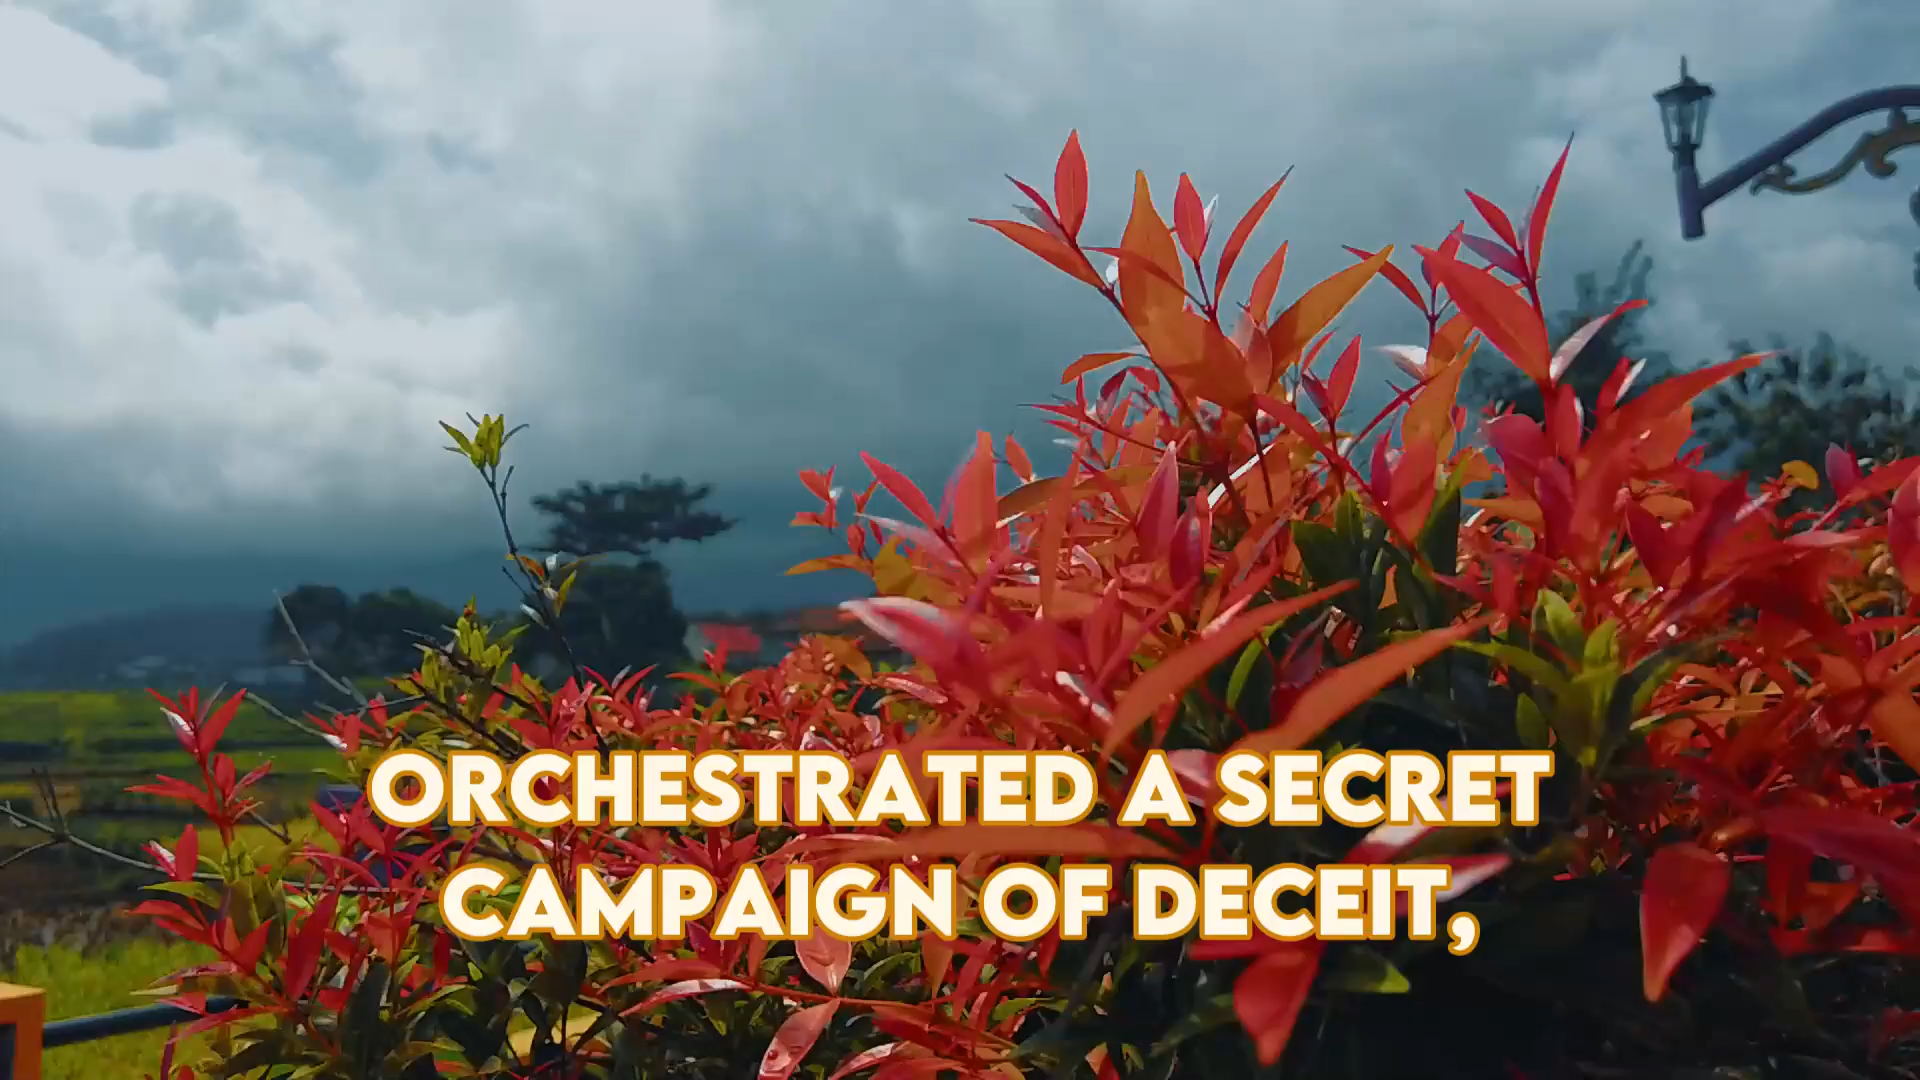 ORCHESTRATED A SECRET
CAMPAIGN OF DECEIT,